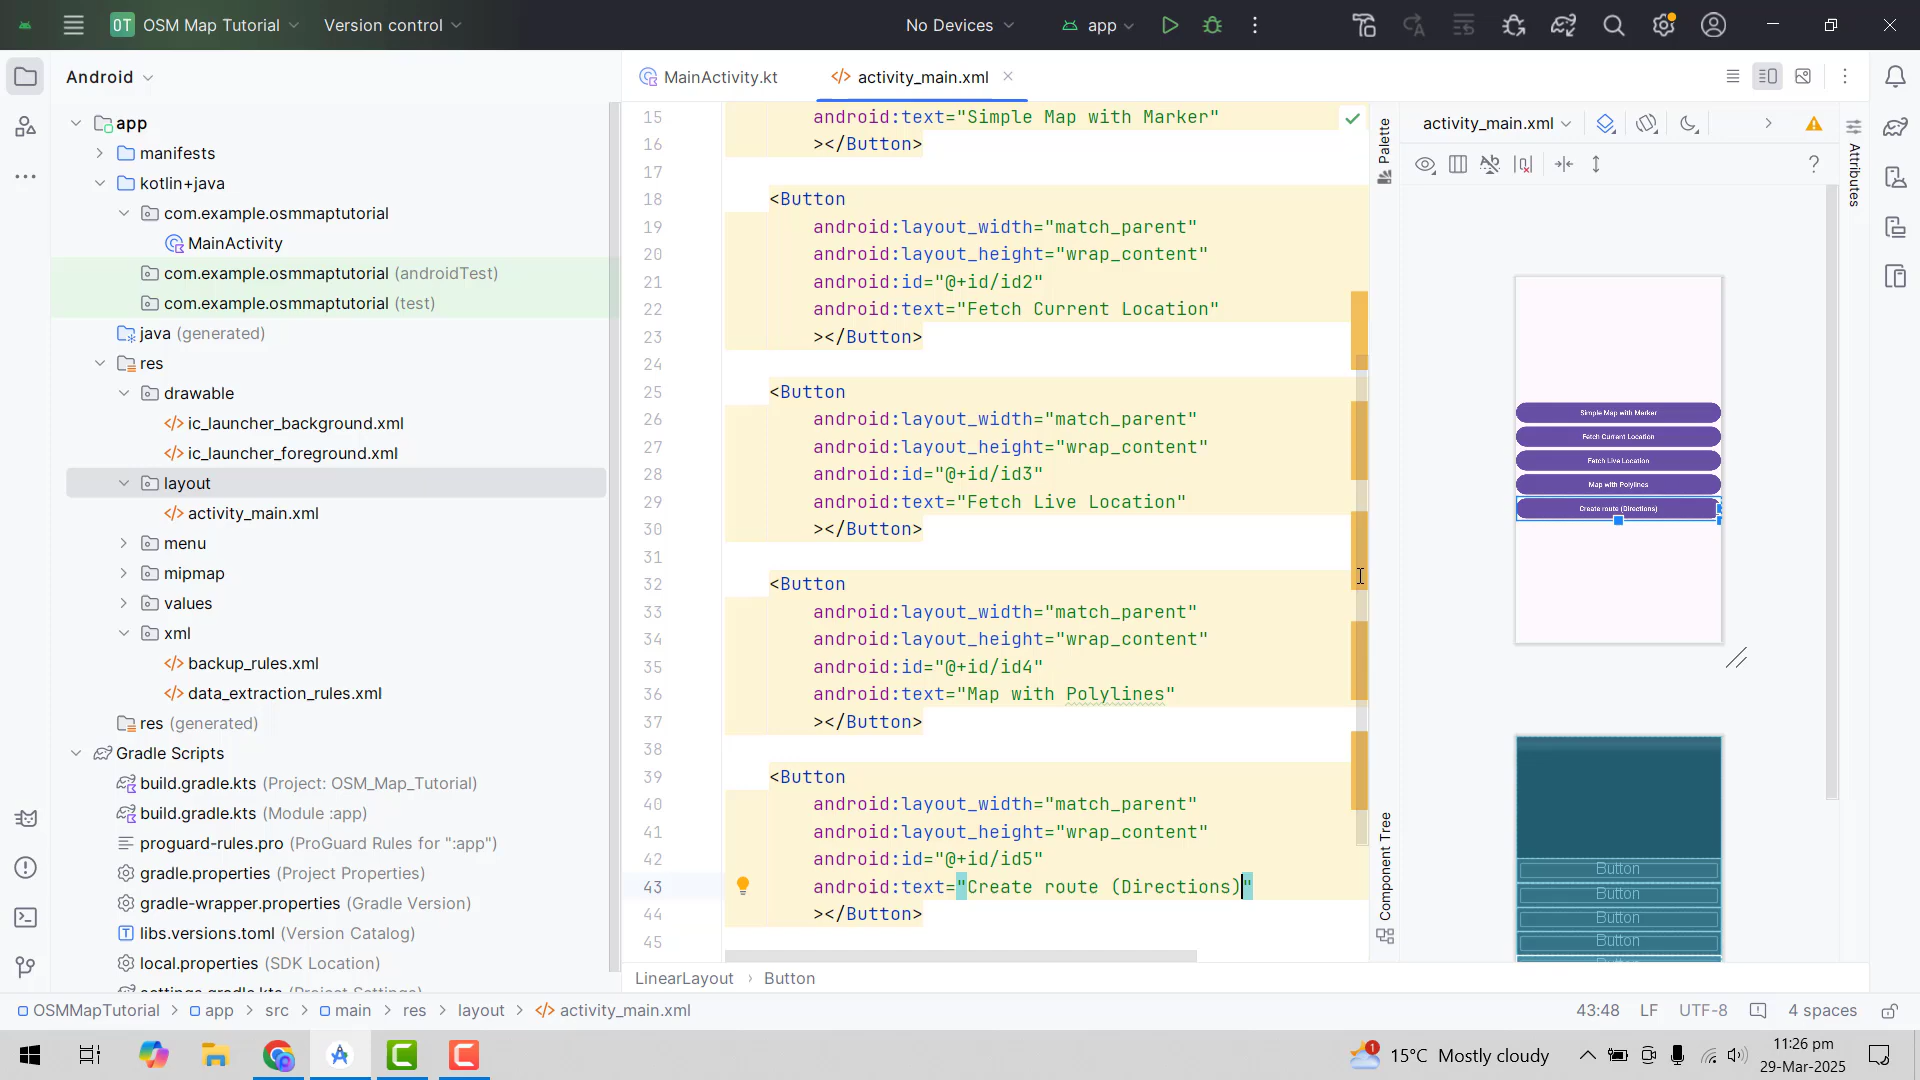 OT OSM Map Tutorial Version control No Devices app
Android
app
manifests
kotlin+java
com.example.osmmaptutorial
MainActivity
com.example.osmmaptutorial (androidTest)
com.example.osmmaptutorial (test)
java (generated)
res
drawable
ic_launcher_background.xml
ic_launcher_foreground.xml
layout
activity_main.xml
menu
mipmap
values
xml
backup_rules.xml
data_extraction_rules.xml
res (generated)
Gradle Scripts
build.gradle.kts (Project: OSM_Map_Tutorial)
build.gradle.kts (Module :app)
proguard-rules.pro (ProGuard Rules for ":app")
gradle.properties (Project Properties)
gradle-wrapper.properties (Gradle Version)
libs.versions.toml (Version Catalog)
local.properties (SDK Location)
settings.gradle.kts (Project Settings)
MainActivity.kt activity_main.xml
15 android:text="Simple Map with Marker"
16 ></Button>
17
18 <Button
19 android:layout_width="match_parent"
20 android:layout_height="wrap_content"
21 android:id="@+id/id2"
22 android:text="Fetch Current Location"
23 ></Button>
24
25 <Button
26 android:layout_width="match_parent"
27 android:layout_height="wrap_content"
28 android:id="@+id/id3"
29 android:text="Fetch Live Location"
30 ></Button>
31
32 <Button
33 android:layout_width="match_parent"
34 android:layout_height="wrap_content"
35 android:id="@+id/id4"
36 android:text="Map with Polylines"
37 ></Button>
38
39 <Button
40 android:layout_width="match_parent"
41 android:layout_height="wrap_content"
42 android:id="@+id/id5"
43 android:text="Create route (Directions)"
44 ></Button>
45
LinearLayout > Button
Palette
Component Tree
activity_main.xml
?
Attributes
Simple Map with Marker
Fetch Current Location
Fetch Live Location
Map with Polylines
Create route (Directions)
Button
Button
Button
Button
Button
OSMMapTutorial > app > src > main > res > layout > activity_main.xml 43:48 LF UTF-8 4 spaces
1 15°C Mostly cloudy 11:26 pm
29-Mar-2025